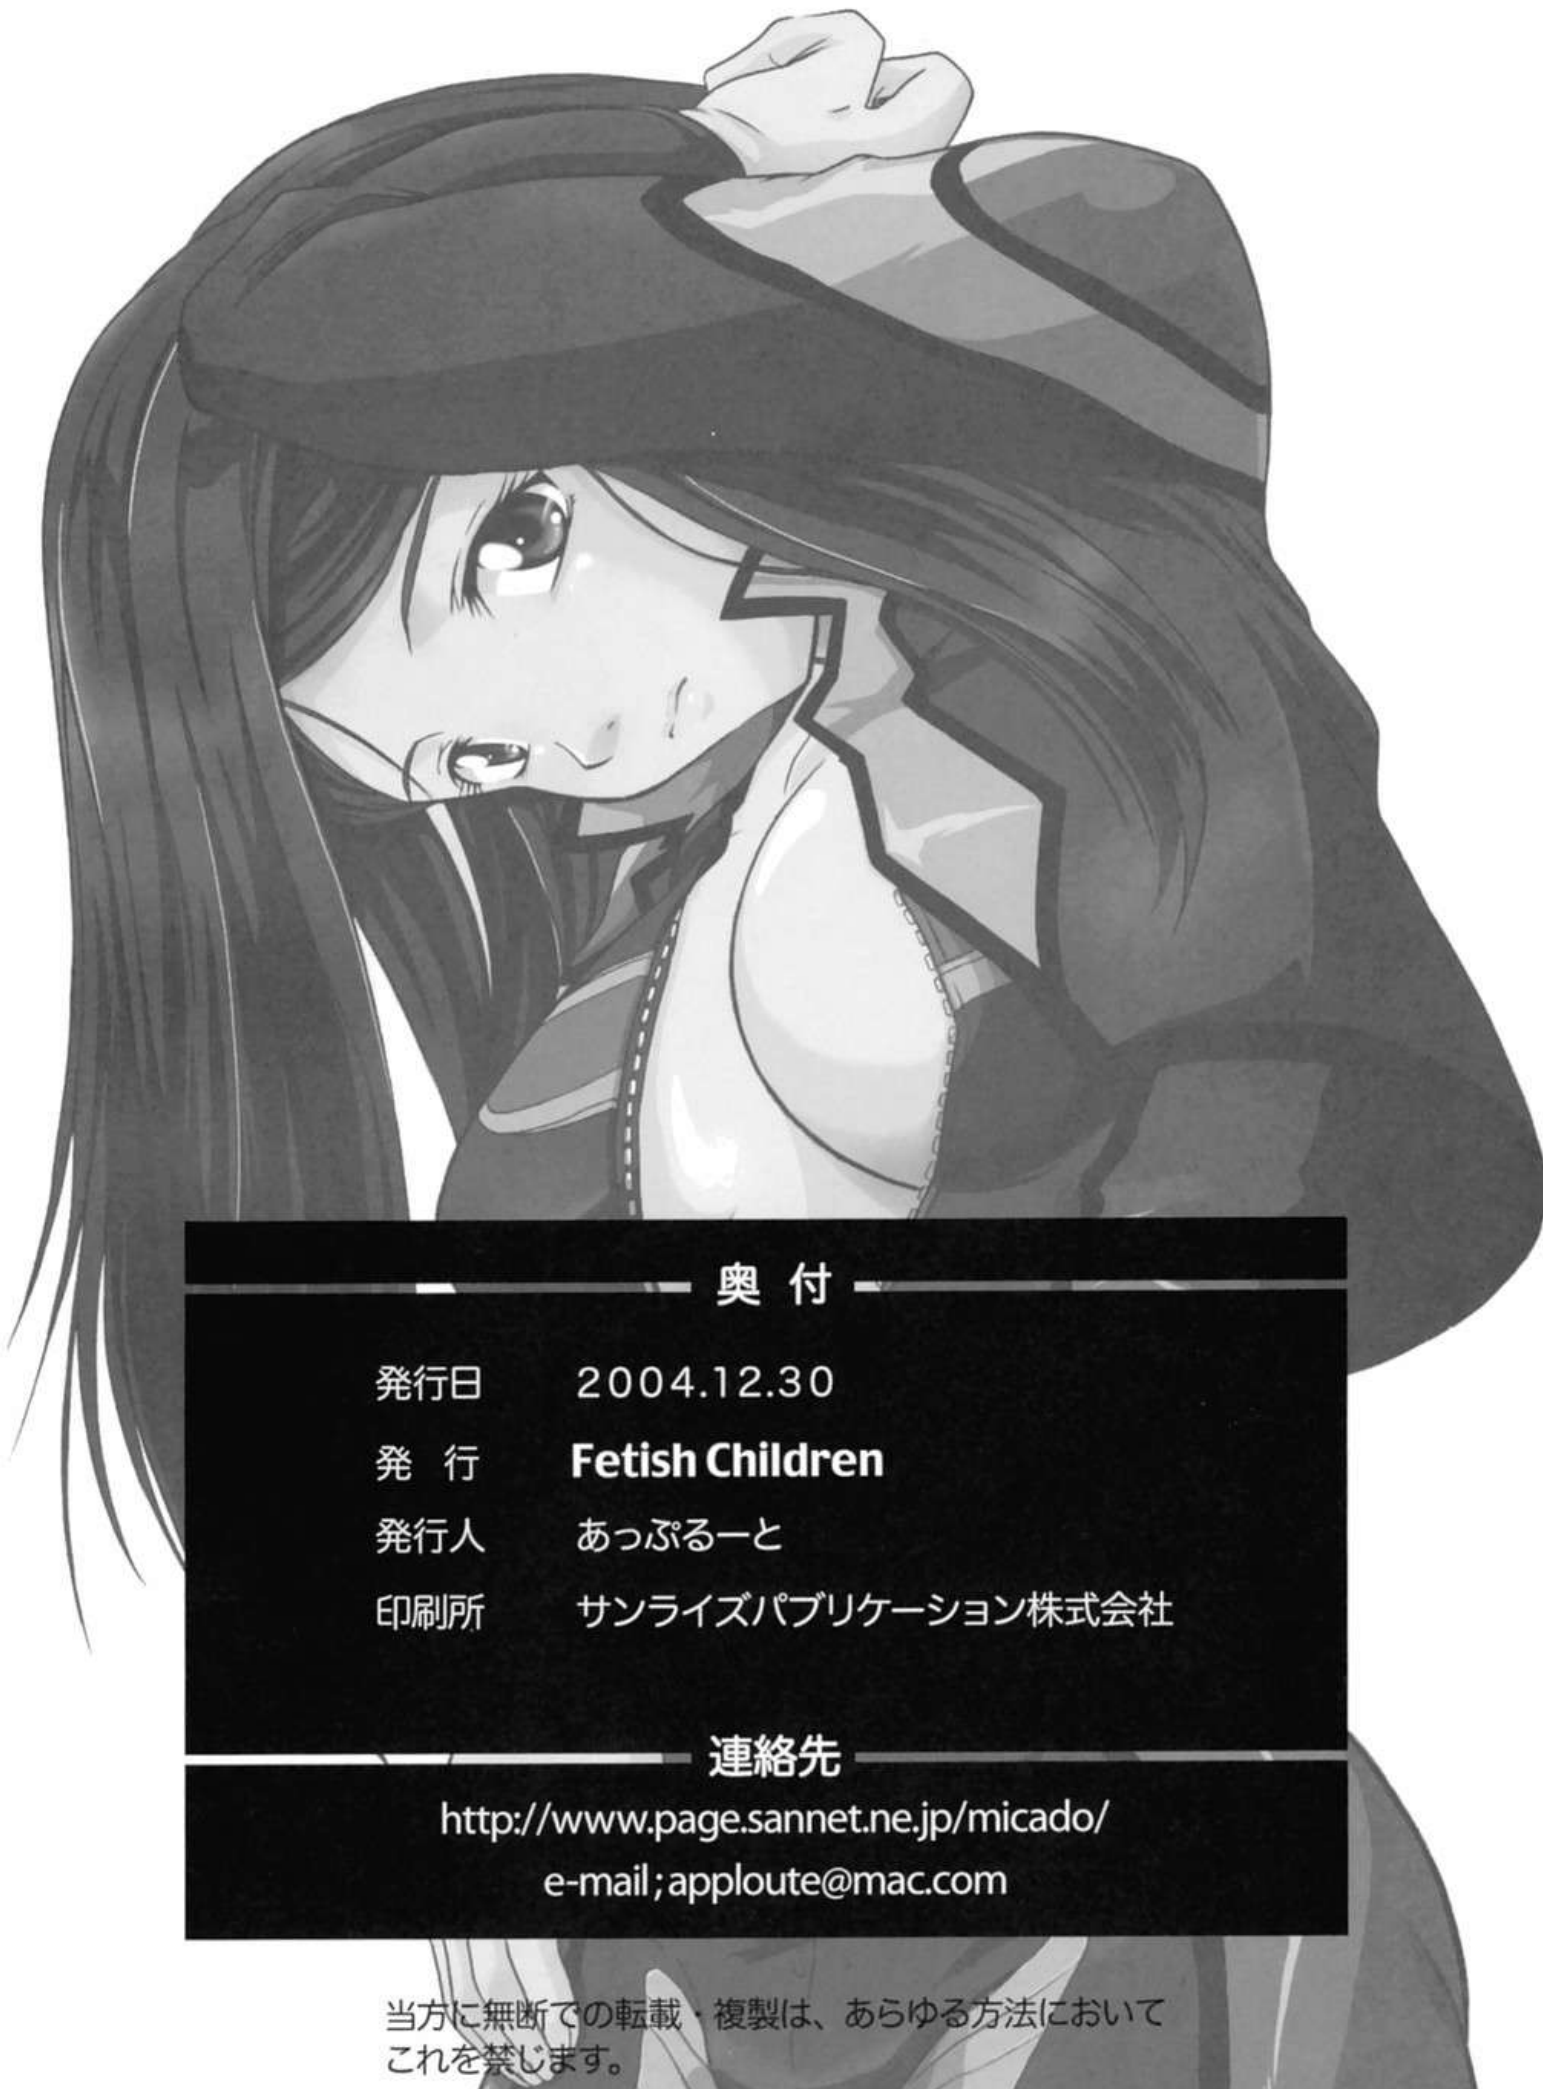 奥付
発行日 2004.12.30
発行 Fetish Children
発行人 あっぷるーと
印刷所 サンライズパブリケーション株式会社
連絡先
http://www.page.sannet.ne.jp/micado/
e-mail;apploute@mac.com
当方に無断での転載・複製は、あらゆる方法において
これを禁じます。